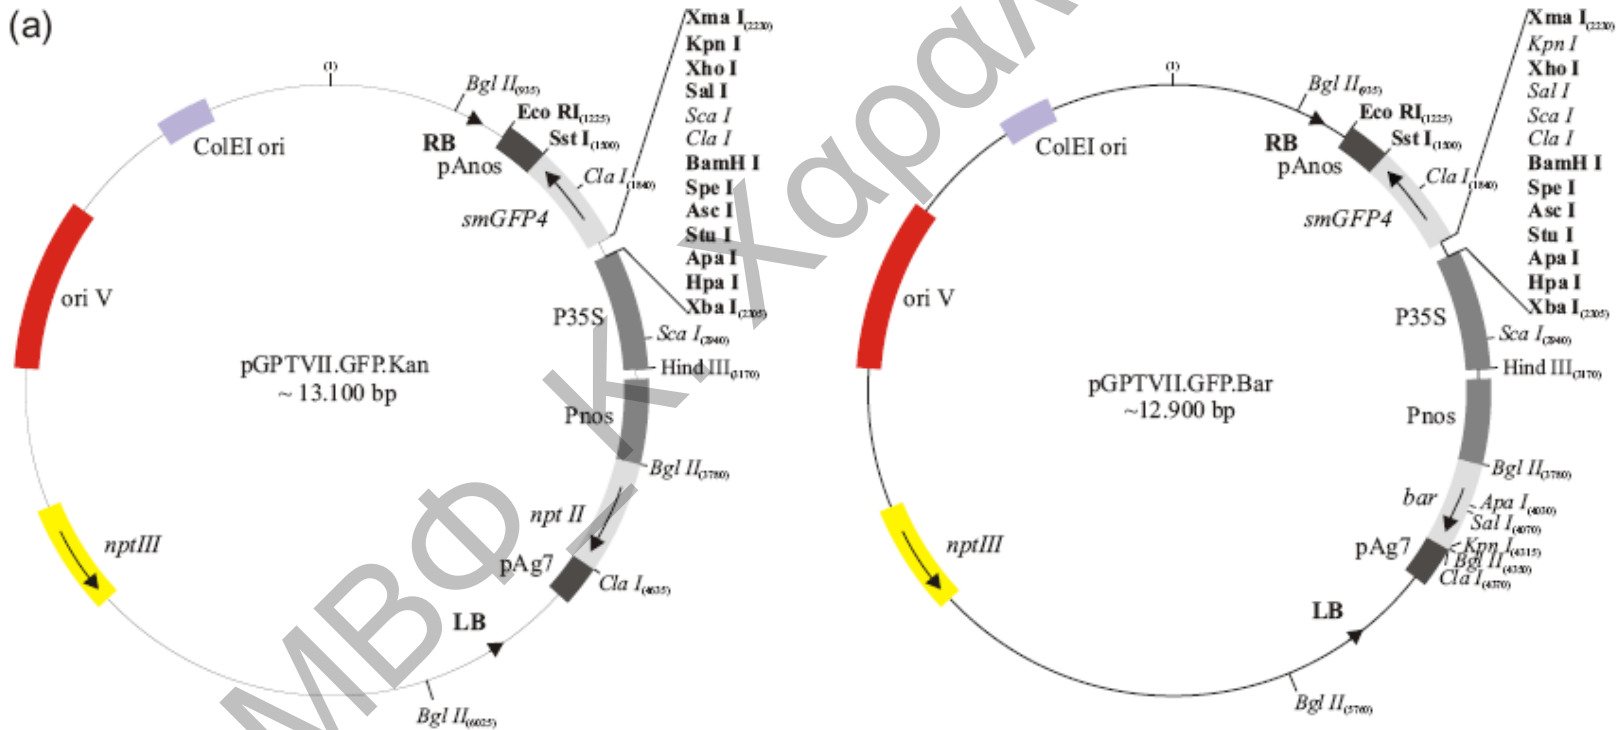 (a)
(1)
Bgl II(935)
Eco RI(1225)
Sst I(1500)
RB
pAnos
Cla I(1840)
smGFP4
ColEI ori
ori V
Xma I(2230)
Kpn I
Xho I
Sal I
Sca I
Cla I
BamH I
Spe I
Asc I
Stu I
Apa I
Hpa I
Xba I(2305)
P35S
Sca I(2940)
Hind III(3170)
pGPTVII.GFP.Kan
~ 13.100 bp
Pnos
Bgl II(3780)
npt II
pAg7
Cla I(4635)
nptIII
LB
Bgl II(6025)
(1)
Bgl II(935)
Eco RI(1225)
Sst I(1500)
RB
pAnos
Cla I(1840)
smGFP4
ColEI ori
ori V
Xma I(2230)
Kpn I
Xho I
Sal I
Sca I
Cla I
BamH I
Spe I
Asc I
Stu I
Apa I
Hpa I
Xba I(2305)
P35S
Sca I(2940)
Hind III(3170)
pGPTVII.GFP.Bar
~12.900 bp
Pnos
Bgl II(3780)
bar
Apa I(4030)
Sal I(4070)
Kpn I(4315)
Bgl II(4350)
Cla I(4370)
pAg7
nptIII
LB
Bgl II(5760)
ΜΒΦ Κ. Χαραλ